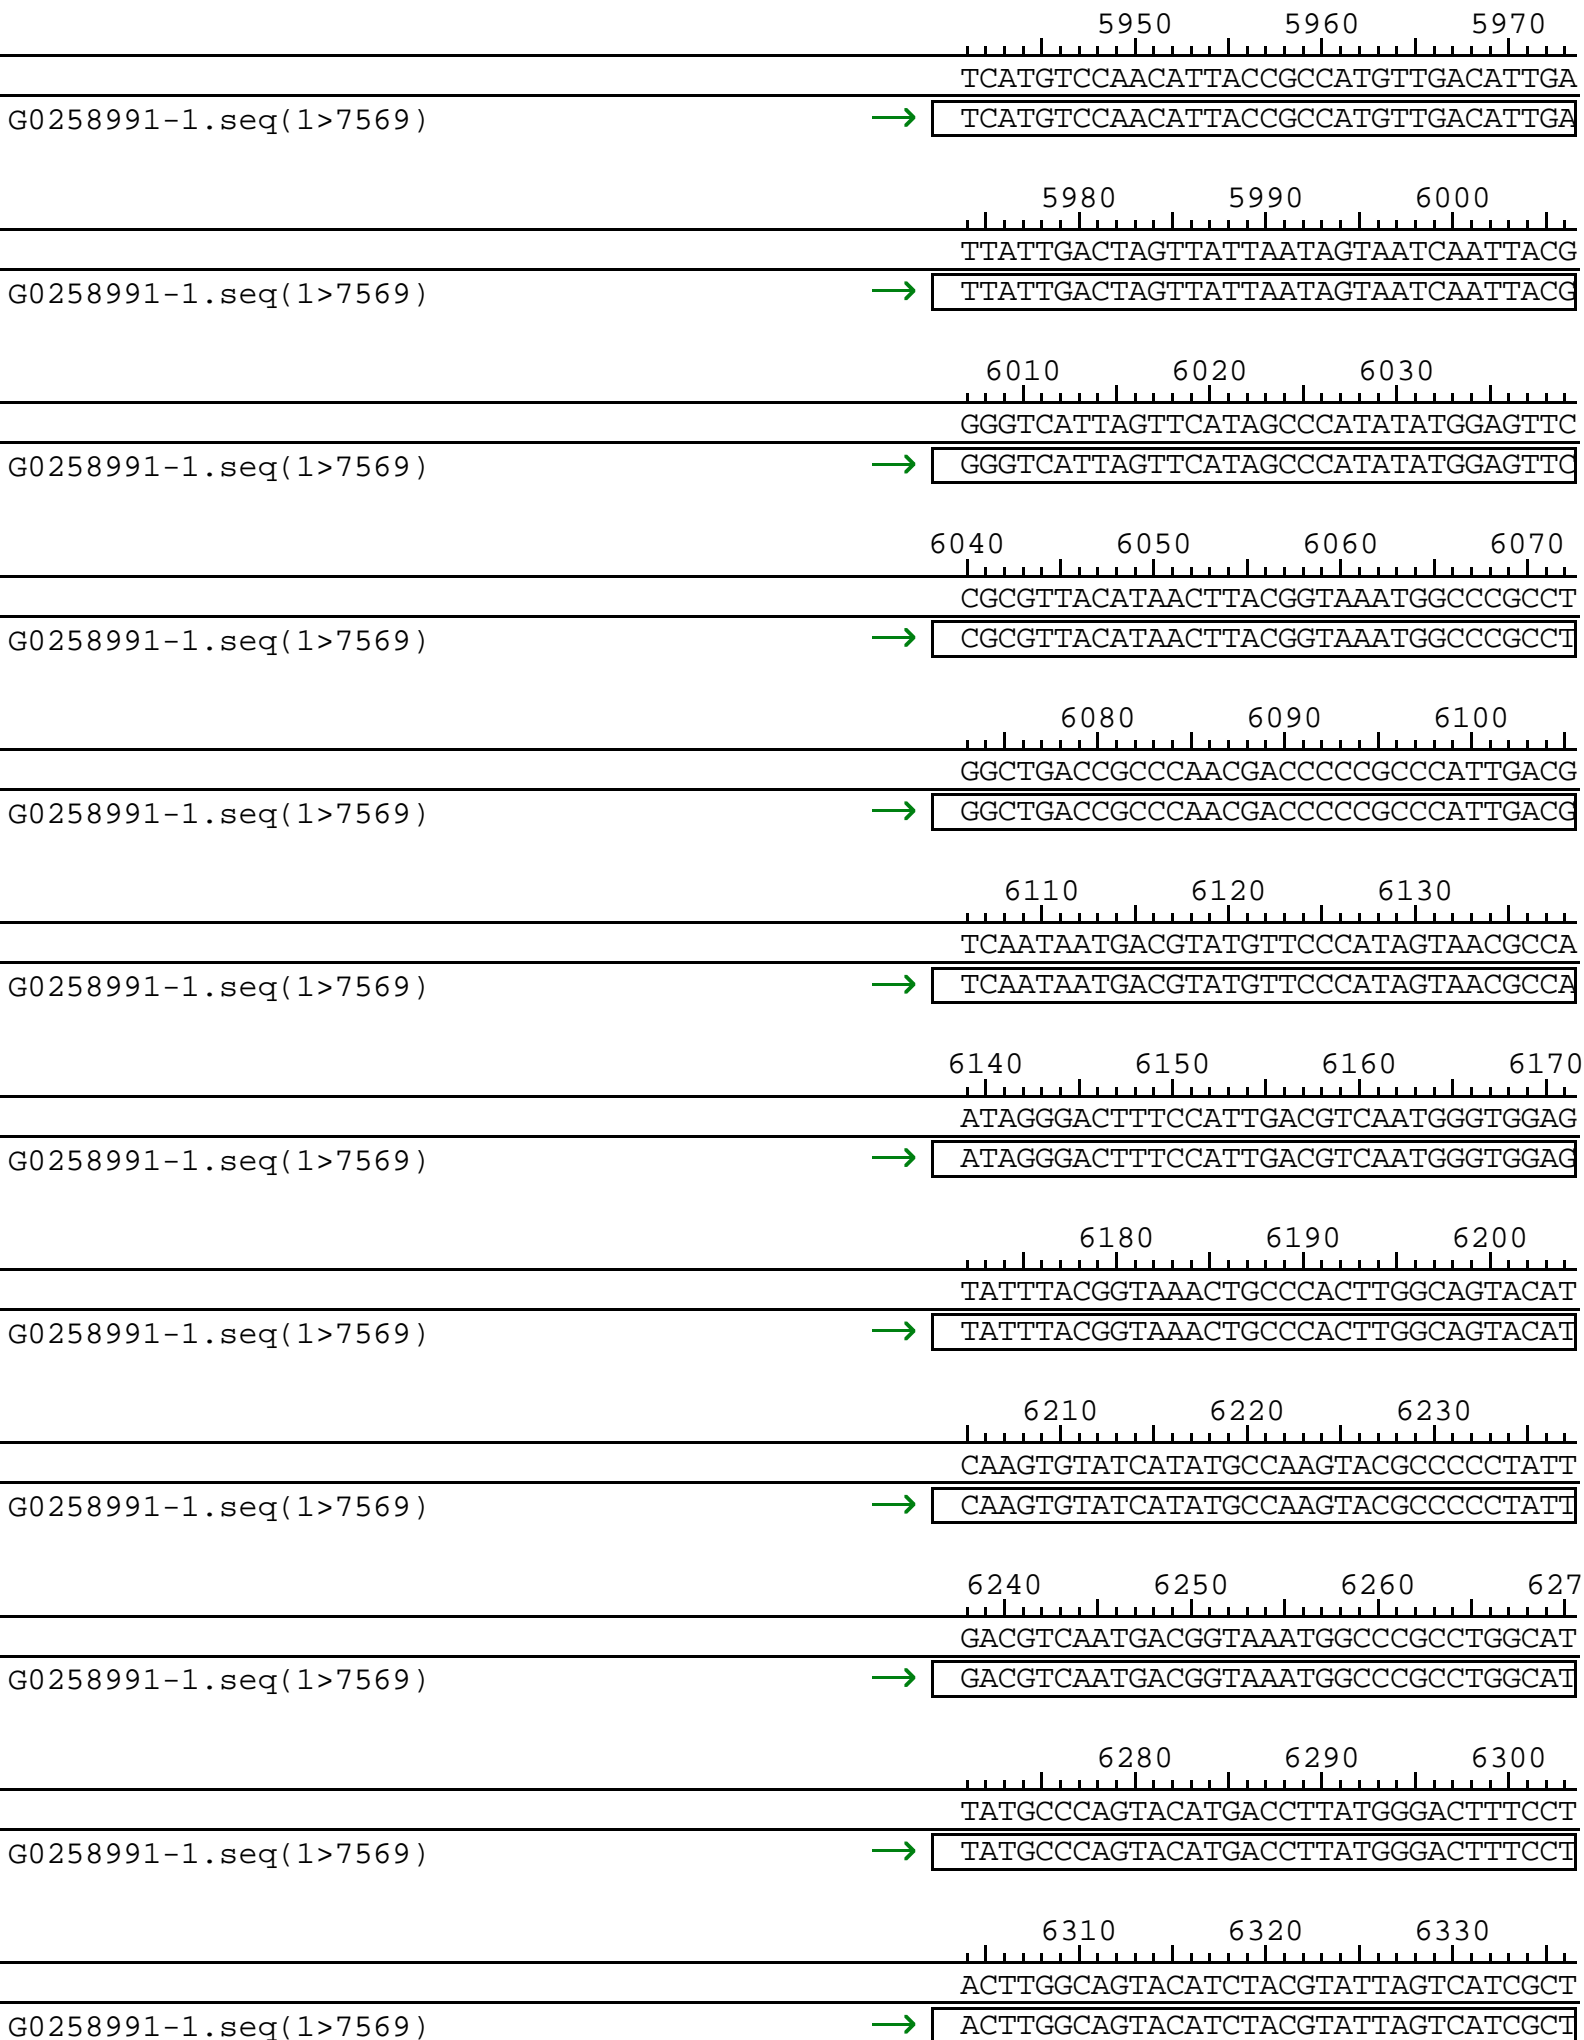 5950 5960 5970
TCATGTCCAACATTACCGCCATGTTGACATTGA
G0258991-1.seq(1>7569) → TCATGTCCAACATTACCGCCATGTTGACATTGA
5980 5990 6000
TTATTGACTAGTTATTAATAGTAATCAATTACG
G0258991-1.seq(1>7569) → TTATTGACTAGTTATTAATAGTAATCAATTACG
6010 6020 6030
GGGTCATTAGTTCATAGCCCATATATGGAGTTC
G0258991-1.seq(1>7569) → GGGTCATTAGTTCATAGCCCATATATGGAGTTC
6040 6050 6060 6070
CGCGTTACATAACTTACGGTAAATGGCCCGCCT
G0258991-1.seq(1>7569) → CGCGTTACATAACTTACGGTAAATGGCCCGCCT
6080 6090 6100
GGCTGACCGCCCAACGACCCCCGCCCATTGACG
G0258991-1.seq(1>7569) → GGCTGACCGCCCAACGACCCCCGCCCATTGACG
6110 6120 6130
TCAATAATGACGTATGTTCCCATAGTAACGCCA
G0258991-1.seq(1>7569) → TCAATAATGACGTATGTTCCCATAGTAACGCCA
6140 6150 6160 6170
ATAGGGACTTTCCATTGACGTCAATGGGTGGAG
G0258991-1.seq(1>7569) → ATAGGGACTTTCCATTGACGTCAATGGGTGGAG
6180 6190 6200
TATTTACGGTAAACTGCCCACTTGGCAGTACAT
G0258991-1.seq(1>7569) → TATTTACGGTAAACTGCCCACTTGGCAGTACAT
6210 6220 6230
CAAGTGTATCATATGCCAAGTACGCCCCCTATT
G0258991-1.seq(1>7569) → CAAGTGTATCATATGCCAAGTACGCCCCCTATT
6240 6250 6260 627
GACGTCAATGACGGTAAATGGCCCGCCTGGCAT
G0258991-1.seq(1>7569) → GACGTCAATGACGGTAAATGGCCCGCCTGGCAT
6280 6290 6300
TATGCCCAGTACATGACCTTATGGGACTTTCCT
G0258991-1.seq(1>7569) → TATGCCCAGTACATGACCTTATGGGACTTTCCT
6310 6320 6330
ACTTGGCAGTACATCTACGTATTAGTCATCGCT
G0258991-1.seq(1>7569) → ACTTGGCAGTACATCTACGTATTAGTCATCGCT